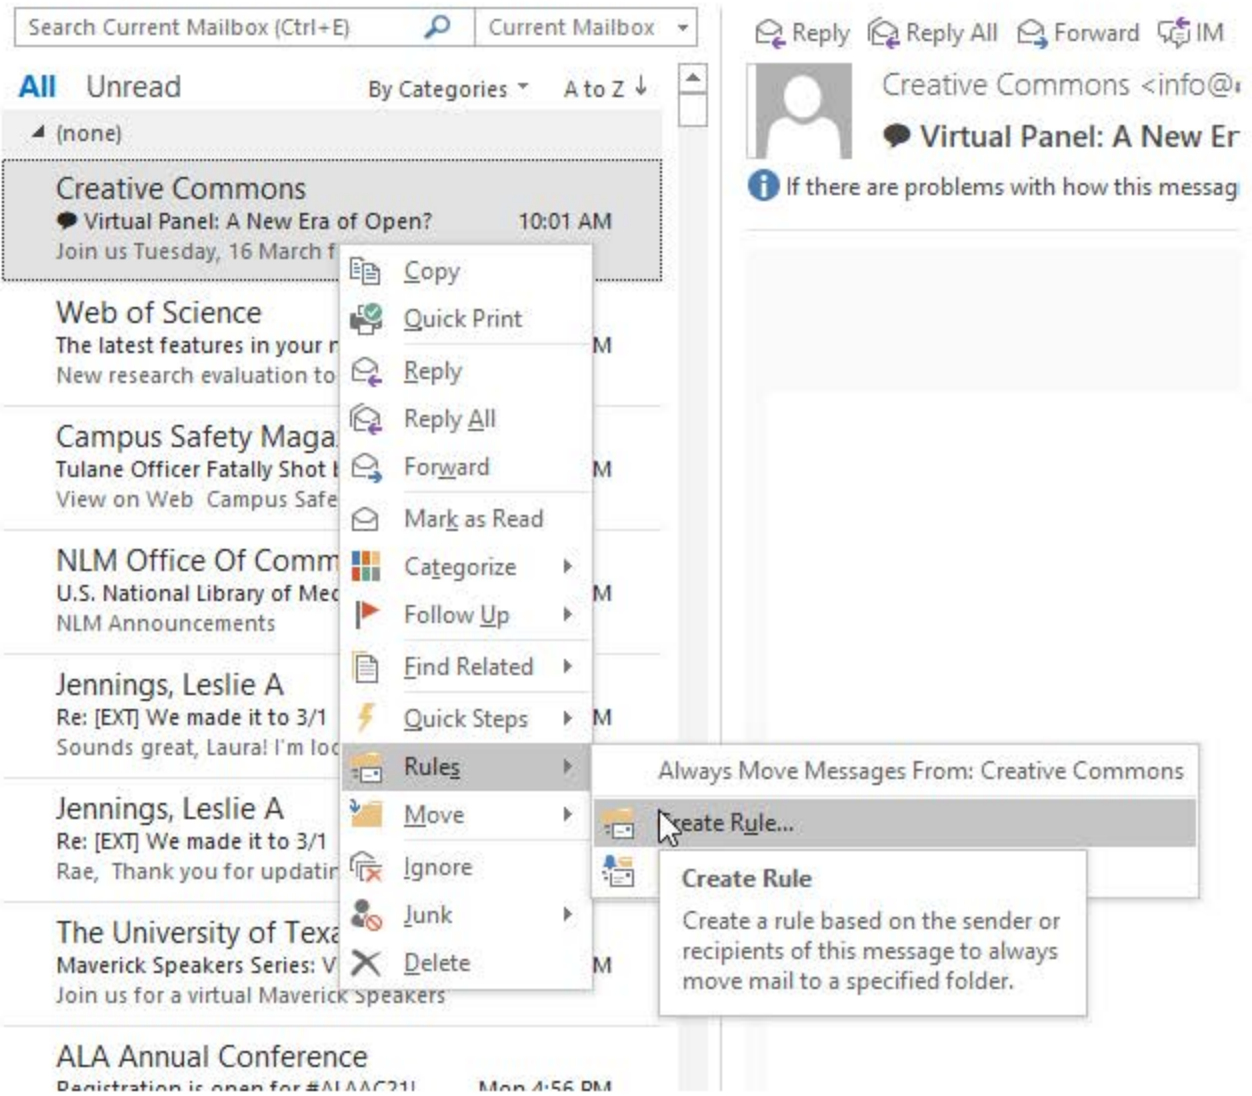 Search Current Mailbox (Ctrl+E) Current Mailbox
All Unread By Categories A to Z
(none)
Creative Commons
Virtual Panel: A New Era of Open? 10:01 AM
Join us Tuesday, 16 March
Web of Science
The latest features in your M
New research evaluation to
Campus Safety
Tulane Officer Fatally Shot M
View on Web Campus
NLM Office Of
U.S. National Library of M
NLM Announcements
Jennings, Leslie A
Re: [EXT] We made it to 3/1 M
Sounds great, Laura! I'm
Jennings, Leslie A
Re: [EXT] We made it to 3/1
Rae, Thank you for
The University of
Maverick Speakers Series: V M
Join us for a virtual Maverick Speakers
ALA Annual Conference
Registration is open for #ALAAC21! Mon 4:56 PM
Copy
Quick Print
Reply
Reply All
Forward
Mark as Read
Categorize
Follow Up
Find Related
Quick Steps
Rules
Move
Ignore
Junk
Delete
Always Move Messages From: Creative Commons
Create Rule...
Create Rule
Create a rule based on the sender or
recipients of this message to always
move mail to a specified folder.
Reply Reply All Forward IM
Creative Commons <info@
Virtual Panel: A New Er
If there are problems with how this messag